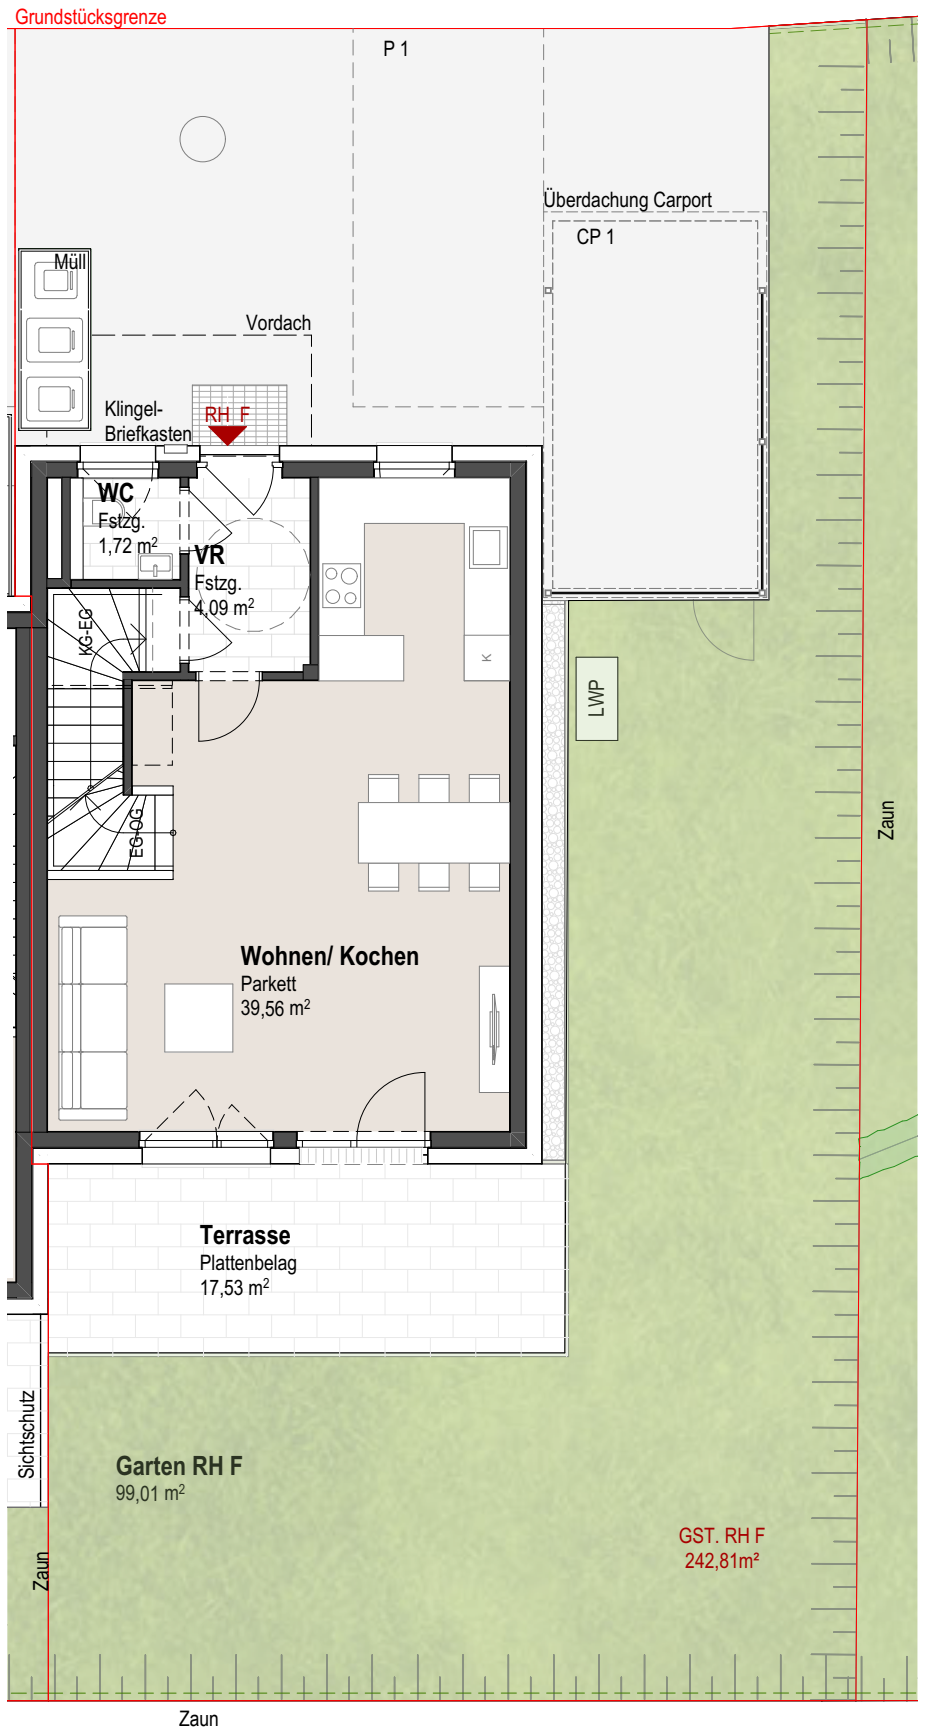 Grundstücksgrenze
P 1
Überdachung Carport
CP 1
Müll
Vordach
Klingel-
Briefkasten
RH F
WC
Fstzg.
1,72 m²
VR
Fstzg.
4,09 m²
KG-EG
K
LWP
EG-OG
Zaun
Wohnen/ Kochen
Parkett
39,56 m²
Terrasse
Plattenbelag
17,53 m²
Sichtschutz
Garten RH F
99,01 m²
GST. RH F
242,81m²
Zaun
Zaun